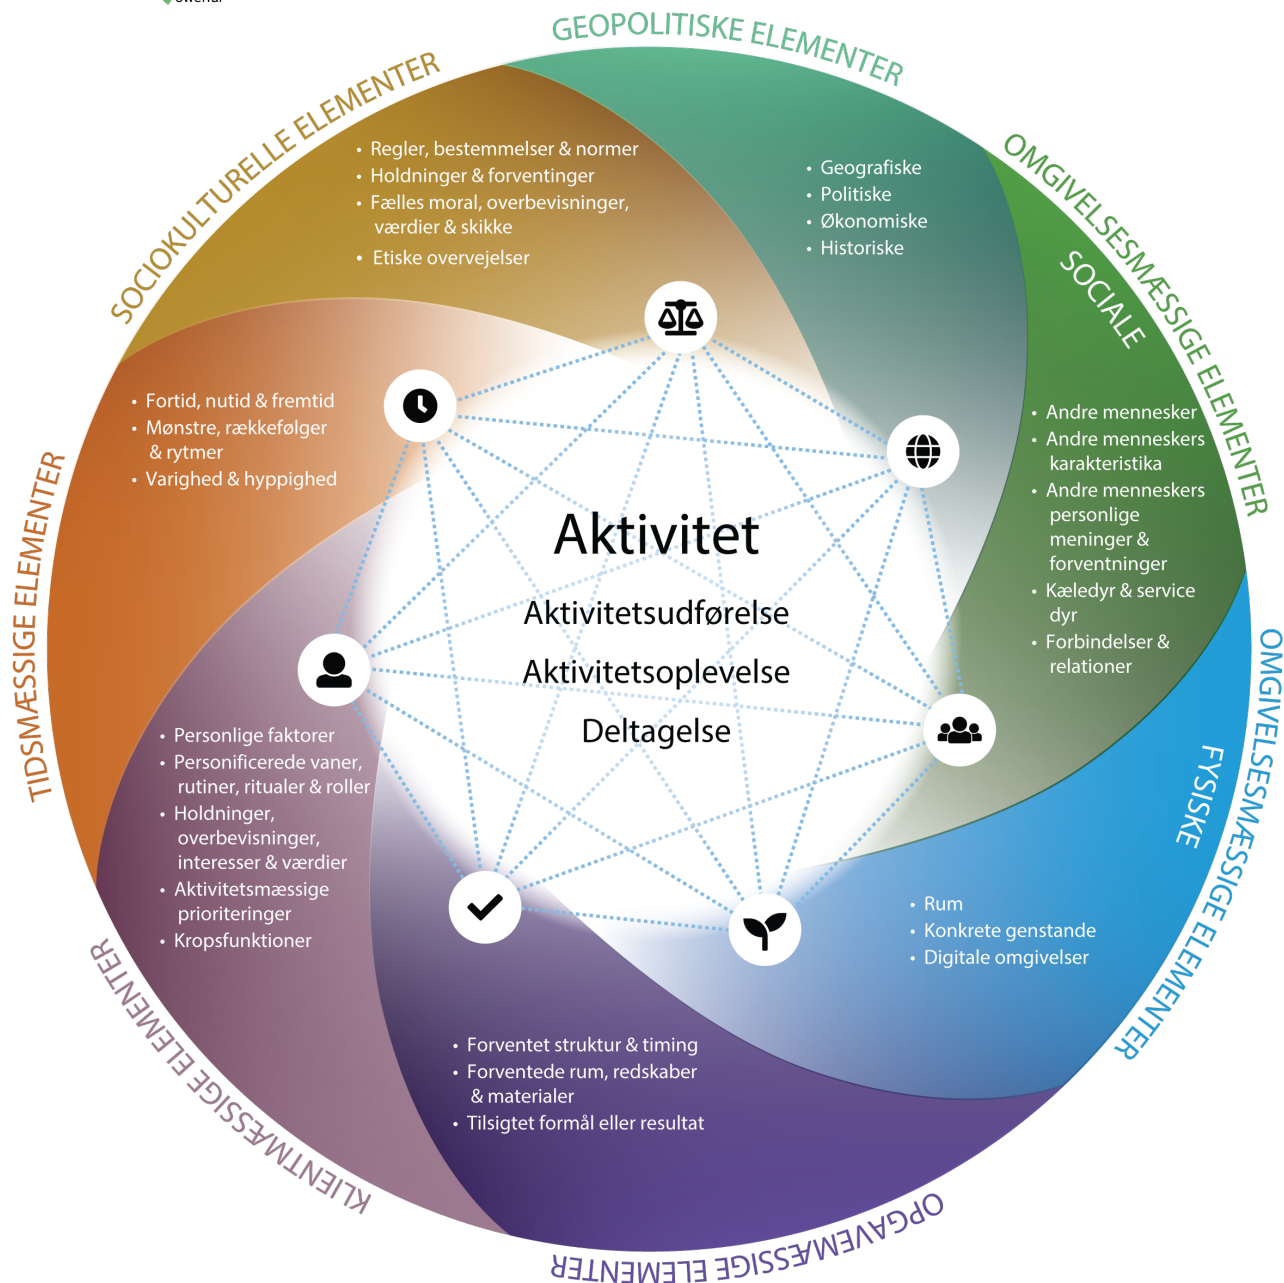 GEOPOLITISKE ELEMENTER
• Geografiske
• Politiske
• Økonomiske
• Historiske
OMGIVELSESMÆSSIGE ELEMENTER
SOCIALE
• Andre mennesker
• Andre menneskers
karakteristika
• Andre menneskers
personlige
meninger &
forventninger
• Kæledyr & service
dyr
• Forbindelser &
relationer
OMGIVELSESMÆSSIGE ELEMENTER
FYSISKE
• Rum
• Konkrete genstande
• Digitale omgivelser
OPGAVEMÆSSIGE ELEMENTER
• Forventet struktur & timing
• Forventede rum, redskaber
& materialer
• Tilsigtet formål eller resultat
KLIENTMÆSSIGE ELEMENTER
• Personlige faktorer
• Personificerede vaner,
rutiner, ritualer & roller
• Holdninger,
overbevisninger,
interesser & værdier
• Aktivitetsmæssige
prioriteringer
• Kropsfunktioner
TIDSMÆSSIGE ELEMENTER
• Fortid, nutid & fremtid
• Mønstre, rækkefølger
& rytmer
• Varighed & hyppighed
SOCIOKULTURELLE ELEMENTER
• Regler, bestemmelser & normer
• Holdninger & forventinger
• Fælles moral, overbevisninger,
værdier & skikke
• Etiske overvejelser
Aktivitet
Aktivitetsudførelse
Aktivitetsoplevelse
Deltagelse